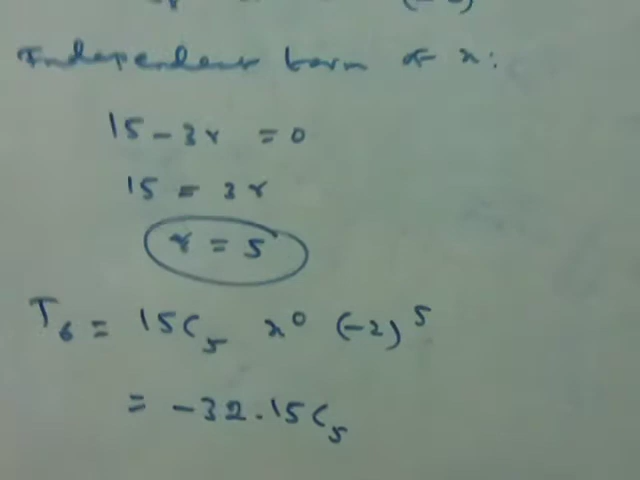 Independent term of x:
15 - 3r = 0
15 = 3r
r = 5
T₆ = 15C₅ x⁰ (-2)⁵
= -32.15C₅